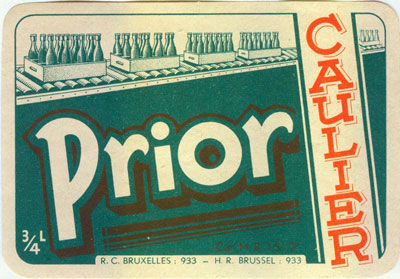 Prior
CAULIER
3/4 L
R. C. BRUXELLES : 933 – H. R. BRUSSEL : 933